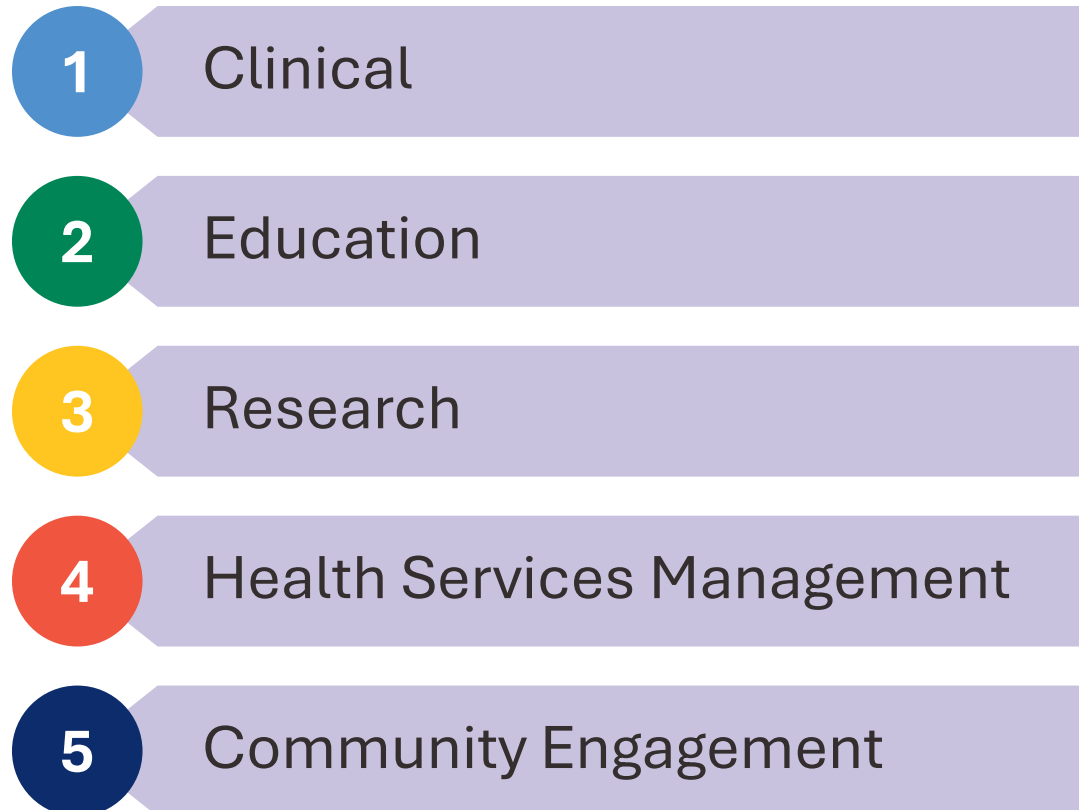 1 Clinical
2 Education
3 Research
4 Health Services Management
5 Community Engagement